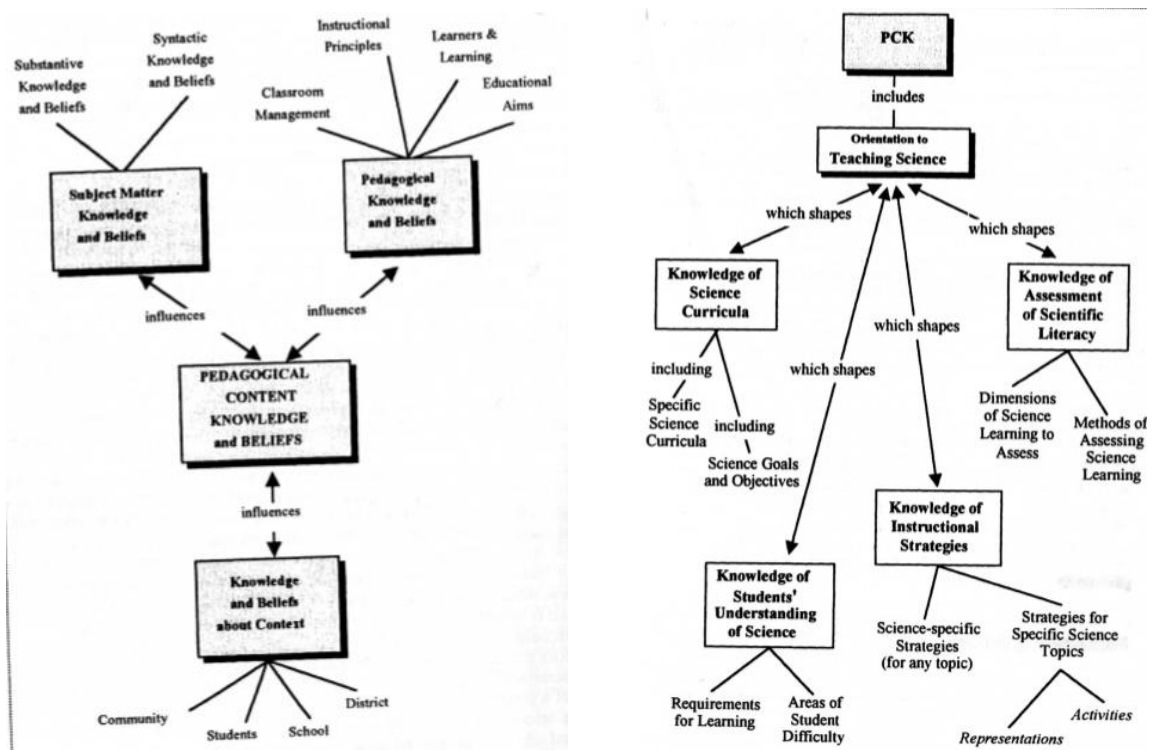 Substantive
Knowledge
and Beliefs
Syntactic
Knowledge
and Beliefs
Instructional
Principles
Learners &
Learning
Classroom
Management
Educational
Aims
Subject Matter
Knowledge
and Beliefs
Pedagogical
Knowledge
and Beliefs
influences
influences
PEDAGOGICAL
CONTENT
KNOWLEDGE
and BELIEFS
influences
Knowledge
and Beliefs
about Context
Community
Students
School
District
PCK
includes
Orientation to
Teaching Science
which shapes
which shapes
Knowledge of
Science
Curricula
Knowledge of
Assessment
of Scientific
Literacy
which shapes
which shapes
including
Specific
Science
Curricula
including
Science Goals
and Objectives
Dimensions
of Science
Learning to
Assess
Methods of
Assessing
Science
Learning
Knowledge of
Instructional
Strategies
Knowledge of
Students'
Understanding
of Science
Science-specific
Strategies
(for any topic)
Strategies for
Specific Science
Topics
Requirements
for Learning
Areas of
Student
Difficulty
Representations
Activities